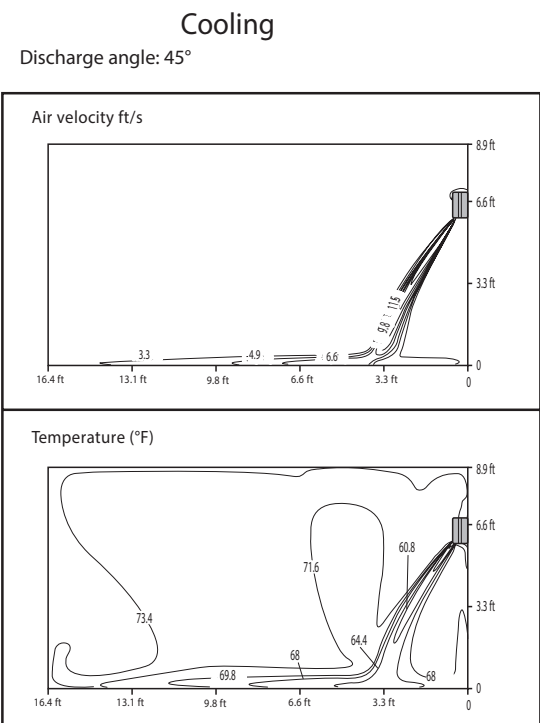 Cooling
Discharge angle: 45°
Air velocity ft/s
8.9 ft
6.6 ft
3.3 ft
11.5
9.8
3.3
4.9
6.6
0
16.4 ft
13.1 ft
9.8 ft
6.6 ft
3.3 ft
0
Temperature (°F)
8.9 ft
6.6 ft
60.8
71.6
3.3 ft
73.4
64.4
68
69.8
68
0
16.4 ft
13.1 ft
9.8 ft
6.6 ft
3.3 ft
0